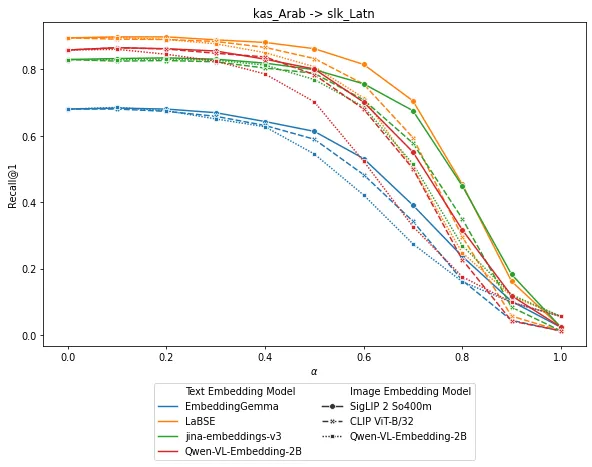 kas_Arab -> slk_Latn
Recall@1
0.8
0.6
0.4
0.2
0.0
0.0 0.2 0.4 0.6 0.8 1.0
α
Text Embedding Model Image Embedding Model
EmbeddingGemma SigLIP 2 So400m
LaBSE CLIP ViT-B/32
jina-embeddings-v3 Qwen-VL-Embedding-2B
Qwen-VL-Embedding-2B